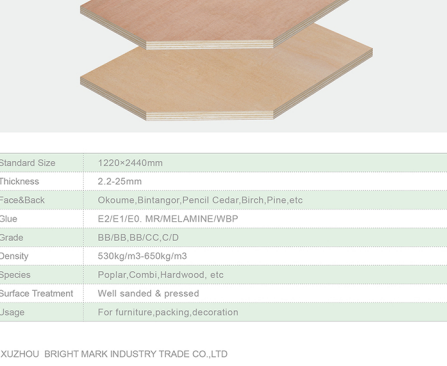 Standard Size 1220×2440mm
Thickness 2.2-25mm
Face&Back Okoume,Bintangor,Pencil Cedar,Birch,Pine,etc
Glue E2/E1/E0. MR/MELAMINE/WBP
Grade BB/BB,BB/CC,C/D
Density 530kg/m3-650kg/m3
Species Poplar,Combi,Hardwood, etc
Surface Treatment Well sanded & pressed
Usage For furniture,packing,decoration
XUZHOU BRIGHT MARK INDUSTRY TRADE CO.,LTD